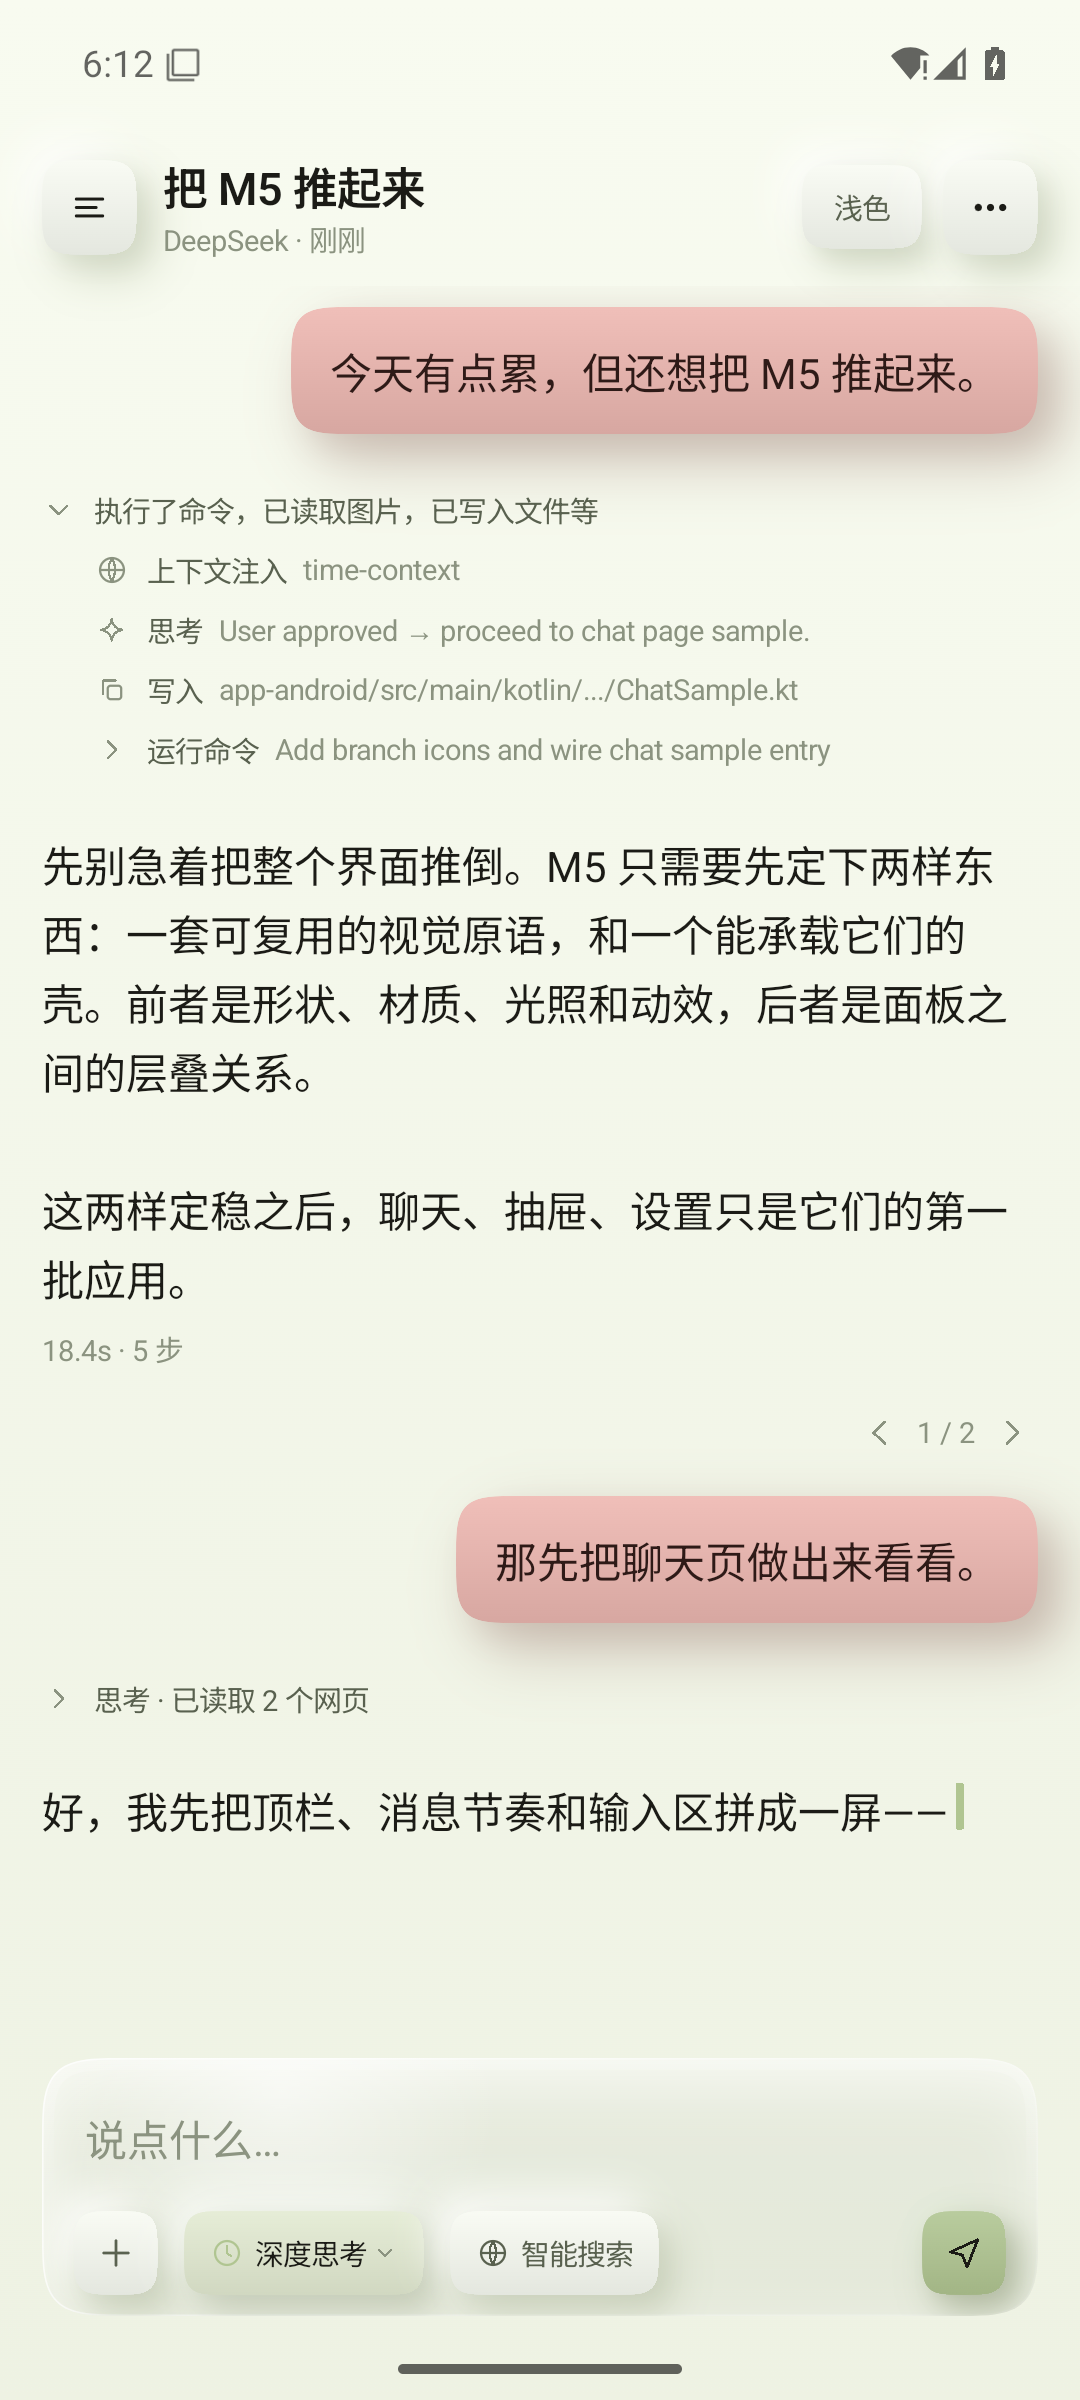 6:12
把 M5 推起来
DeepSeek · 刚刚
浅色
今天有点累，但还想把 M5 推起来。
执行了命令，已读取图片，已写入文件等
上下文注入 time-context
思考 User approved → proceed to chat page sample.
写入 app-android/src/main/kotlin/.../ChatSample.kt
运行命令 Add branch icons and wire chat sample entry
先别急着把整个界面推倒。M5 只需要先定下两样东
西：一套可复用的视觉原语，和一个能承载它们的
壳。前者是形状、材质、光照和动效，后者是面板之
间的层叠关系。
这两样定稳之后，聊天、抽屉、设置只是它们的第一
批应用。
18.4s · 5 步
1 / 2
那先把聊天页做出来看看。
思考 · 已读取 2 个网页
好，我先把顶栏、消息节奏和输入区拼成一屏——
说点什么...
深度思考
智能搜索